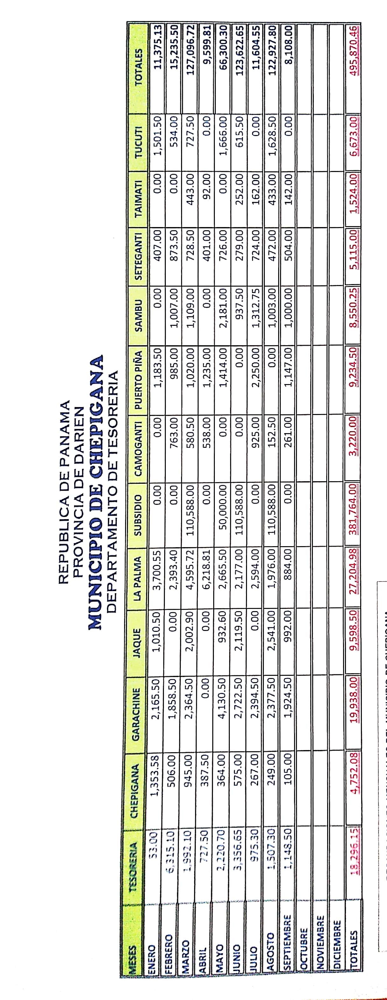 REPUBLICA DE PANAMA
PROVINCIA DE DARIEN
MUNICIPIO DE CHEPIGANA
DEPARTAMENTO DE TESORERIA
MESES TESORERIA CHEPIGANA GARACHINE JAQUE LA PALMA SUBSIDIO CAMOGANTI PUERTO PIÑA SAMBU SETEGANTI TAIMATI TUCUTI TOTALES
ENERO 53.00 1,353.58 2,165.50 1,010.50 3,700.55 0.00 0.00 1,183.50 0.00 407.00 0.00 1,501.50 11,375.13
FEBRERO 6,315.10 506.00 1,858.50 0.00 2,393.40 0.00 763.00 985.00 1,007.00 873.50 0.00 534.00 15,235.50
MARZO 1,992.10 945.00 2,364.50 2,002.90 4,595.72 110,588.00 580.50 1,020.00 1,109.00 728.50 443.00 727.50 127,096.72
ABRIL 727.50 387.50 0.00 0.00 6,218.81 0.00 538.00 1,235.00 0.00 401.00 92.00 0.00 9,599.81
MAYO 2,220.70 364.00 4,130.50 932.60 2,665.50 50,000.00 0.00 1,414.00 2,181.00 726.00 0.00 1,666.00 66,300.30
JUNIO 3,356.65 575.00 2,722.50 2,119.50 2,177.00 110,588.00 0.00 0.00 937.50 279.00 252.00 615.50 123,622.65
JULIO 975.30 267.00 2,394.50 0.00 2,594.00 0.00 925.00 2,250.00 1,312.75 724.00 162.00 0.00 11,604.55
AGOSTO 1,507.30 249.00 2,377.50 2,541.00 1,976.00 110,588.00 152.50 0.00 1,003.00 472.00 433.00 1,628.50 122,927.80
SEPTIEMBRE 1,148.50 105.00 1,924.50 992.00 884.00 0.00 261.00 1,147.00 1,000.00 504.00 142.00 0.00 8,108.00
OCTUBRE
NOVIEMBRE
DICIEMBRE
TOTALES 18,296.15 4,752.08 19,938.00 9,598.50 27,204.98 381,764.00 3,220.00 9,234.50 8,550.25 5,115.00 1,524.00 6,673.00 495,870.46